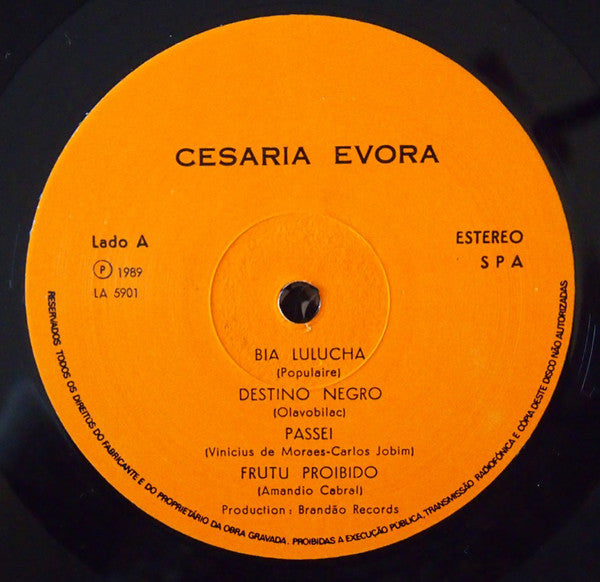 CESARIA EVORA
Lado A
ESTEREO
Ⓟ 1989
SPA
LA 5901
BIA LULUCHA
(Populaire)
DESTINO NEGRO
(Olavobilac)
PASSEI
(Vinicius de Moraes-Carlos Jobim)
FRUTU PROIBIDO
(Amandio Cabral)
Production : Brandão Records
RESERVADOS TODOS OS DIREITOS DO FABRICANTE E DO PROPRIETÁRIO DA OBRA GRAVADA. PROIBIDAS A EXECUÇÃO PÚBLICA, TRANSMISSÃO RADIOFÓNICA E CÓPIA DESTE DISCO NÃO AUTORIZADAS